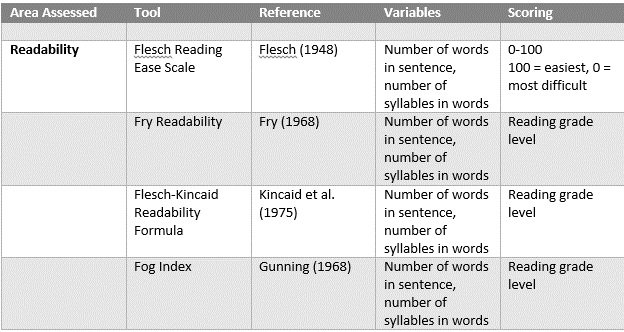 Area Assessed Tool Reference Variables Scoring
Readability Flesch Reading Flesch (1948) Number of words 0-100
Ease Scale in sentence, 100 = easiest, 0 =
number of most difficult
syllables in words
Fry Readability Fry (1968) Number of words Reading grade
in sentence, level
number of
syllables in words
Flesch-Kincaid Kincaid et al. Number of words Reading grade
Readability (1975) in sentence, level
Formula number of
syllables in words
Fog Index Gunning (1968) Number of words Reading grade
in sentence, level
number of
syllables in words